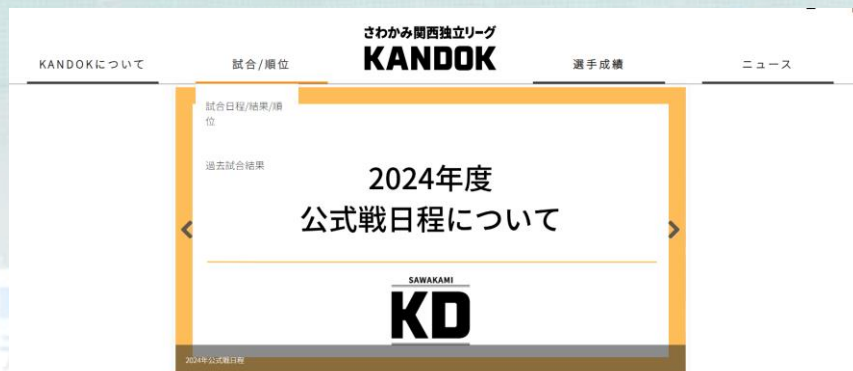 さわかみ関西独立リーグ
KANDOK
KANDOKについて
試合/順位
選手成績
ニュース
試合日程/結果/順
位
過去試合結果
2024年度
公式戦日程について
SAWAKAMI
KD
2024年公式戦日程